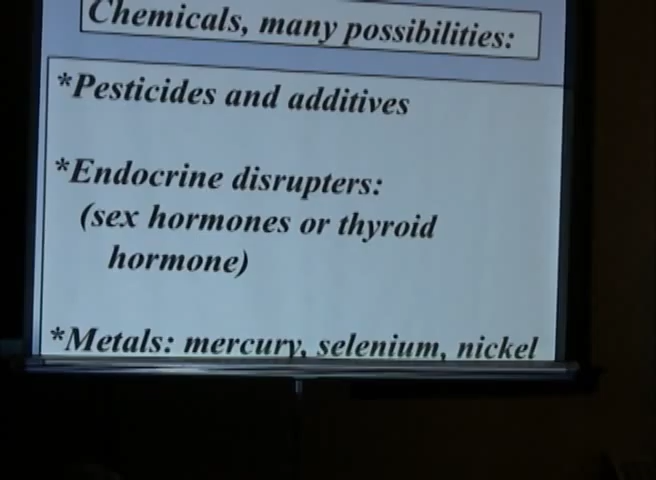 Chemicals, many possibilities:
*Pesticides and additives
*Endocrine disrupters:
(sex hormones or thyroid
hormone)
*Metals: mercury, selenium, nickel